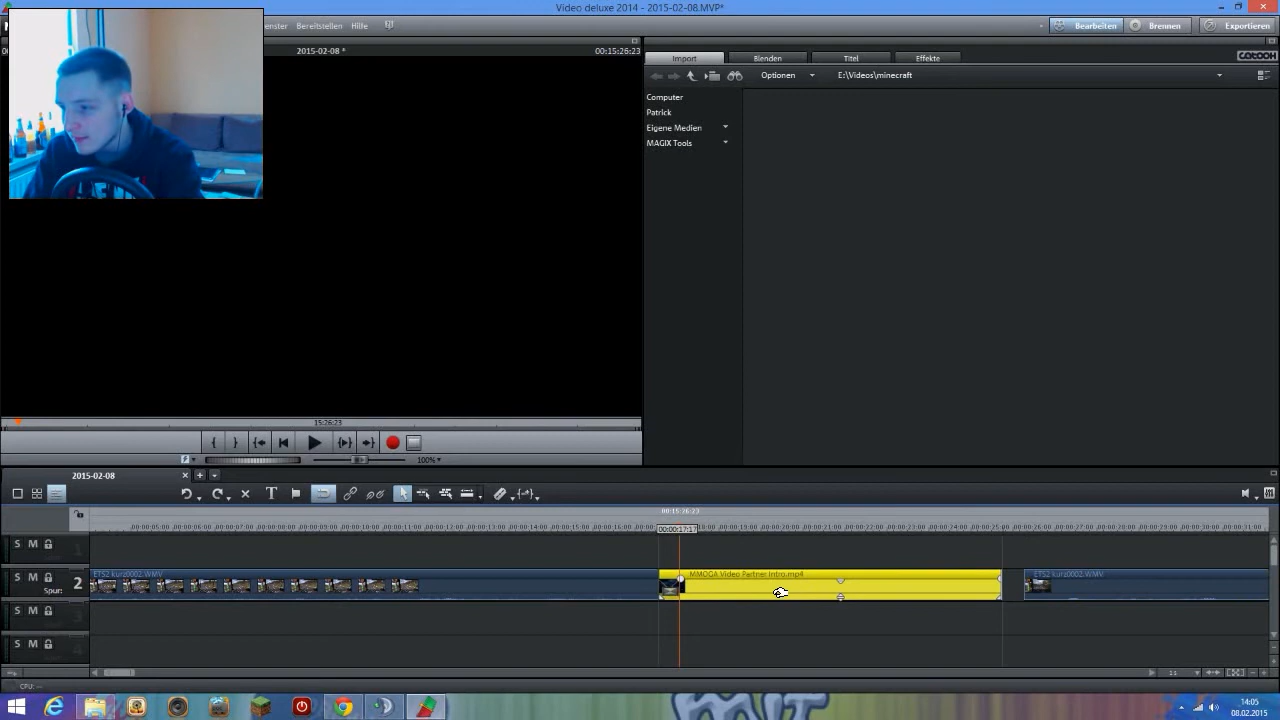 Video deluxe 2014 - 2015-02-08.MVP*
enster Bereitstellen Hilfe
Bearbeiten Brennen Exportieren
2015-02-08 * 00:15:26:23
Import Blenden Titel Effekte
Optionen E:\Videos\minecraft
Computer
Patrick
Eigene Medien
MAGIX Tools
15:26:23
100%
2015-02-08
00:15:26:23
00:00:17:17
S M 1
ETS2 kurz0002.WMV MMOGA Video Partner Intro.mp4 ETS2 kurz0002.WMV
S M 2
Spur:
S M 3
S M 4
CPU: --
14:05
08.02.2015